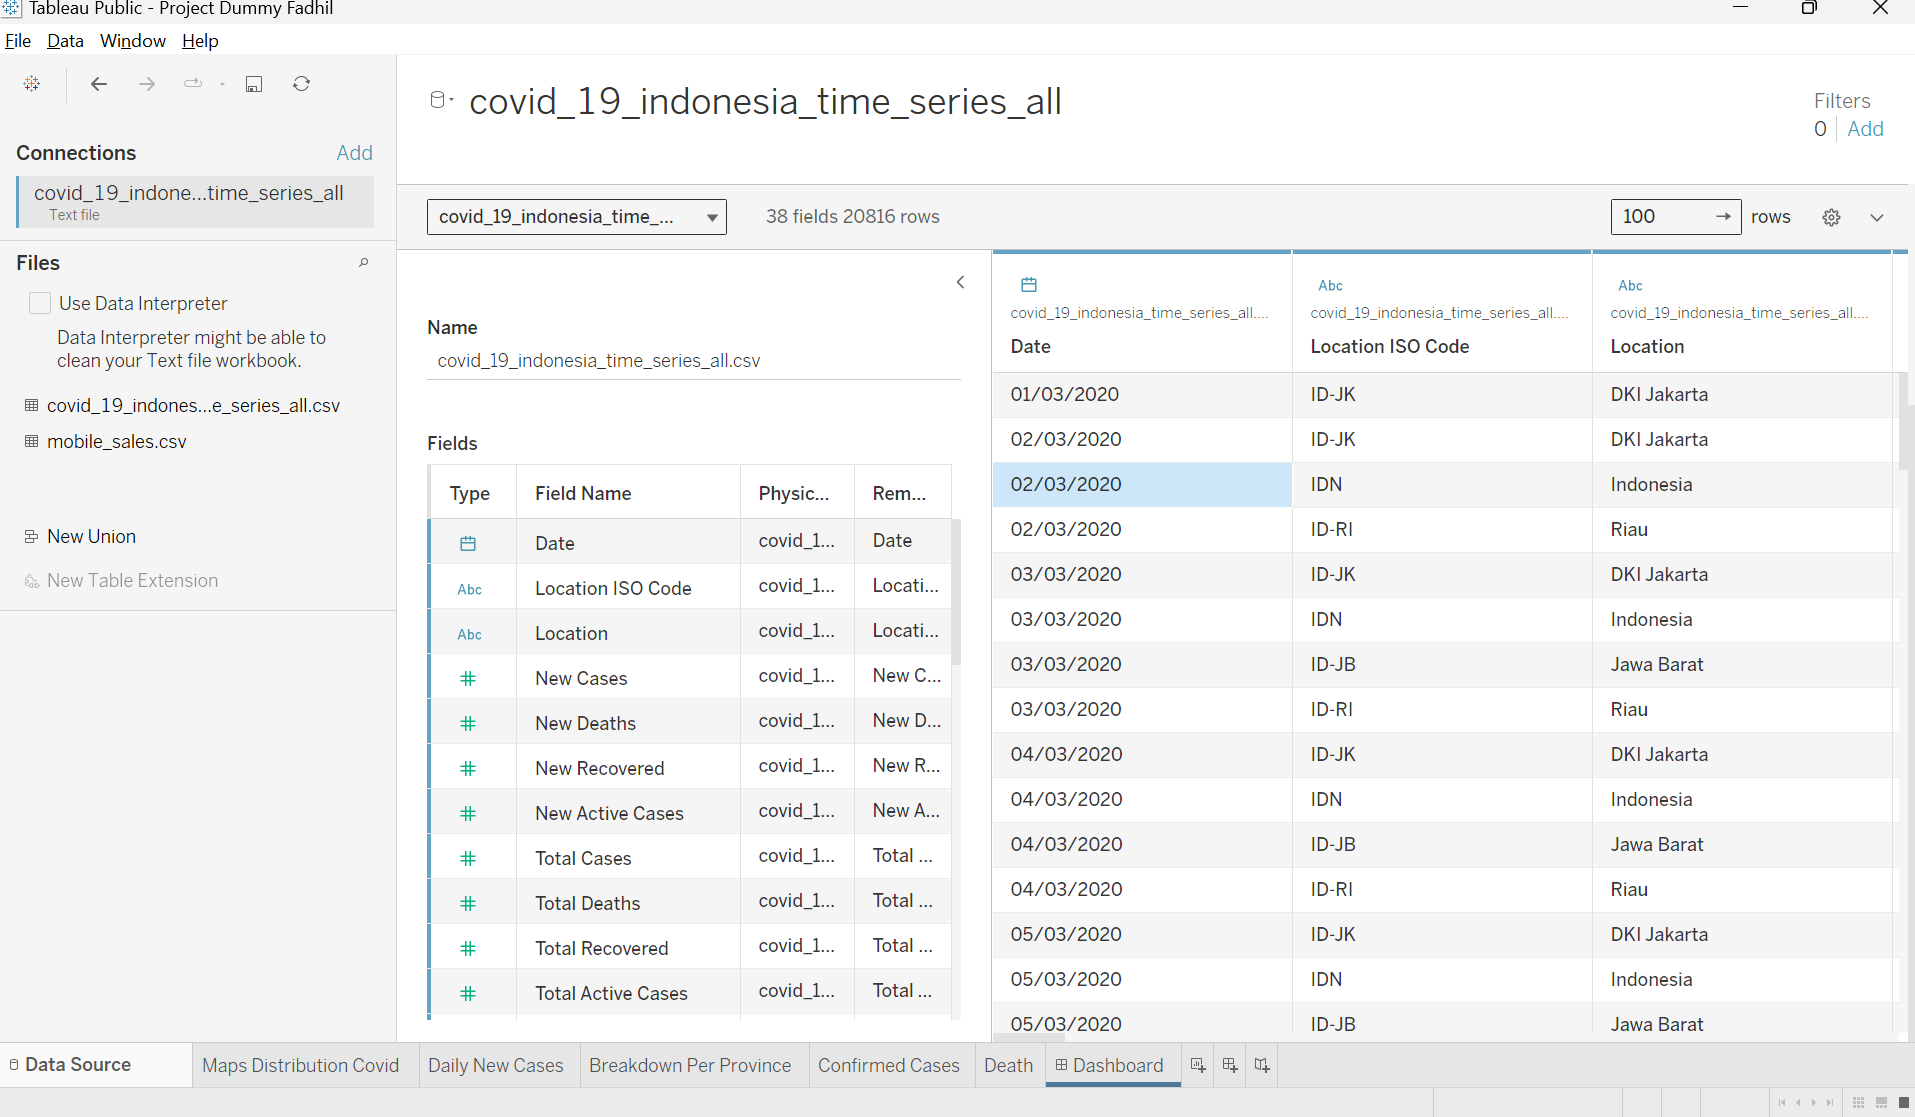 Tableau Public - Project Dummy Fadhil
File Data Window Help
covid_19_indonesia_time_series_all
Filters
0 Add
Connections Add
covid_19_indone...time_series_all
Text file
covid_19_indonesia_time_... 38 fields 20816 rows 100 → rows
Files
Use Data Interpreter
Data Interpreter might be able to
clean your Text file workbook.
covid_19_indones...e_series_all.csv
mobile_sales.csv
New Union
New Table Extension
Name
covid_19_indonesia_time_series_all.csv
Fields
Type Field Name Physic... Rem...
Date covid_1... Date
Abc Location ISO Code covid_1... Locati...
Abc Location covid_1... Locati...
# New Cases covid_1... New C...
# New Deaths covid_1... New D...
# New Recovered covid_1... New R...
# New Active Cases covid_1... New A...
# Total Cases covid_1... Total ...
# Total Deaths covid_1... Total ...
# Total Recovered covid_1... Total ...
# Total Active Cases covid_1... Total ...
Abc Abc
covid_19_indonesia_time_series_all.... covid_19_indonesia_time_series_all.... covid_19_indonesia_time_series_all....
Date Location ISO Code Location
01/03/2020 ID-JK DKI Jakarta
02/03/2020 ID-JK DKI Jakarta
02/03/2020 IDN Indonesia
02/03/2020 ID-RI Riau
03/03/2020 ID-JK DKI Jakarta
03/03/2020 IDN Indonesia
03/03/2020 ID-JB Jawa Barat
03/03/2020 ID-RI Riau
04/03/2020 ID-JK DKI Jakarta
04/03/2020 IDN Indonesia
04/03/2020 ID-JB Jawa Barat
04/03/2020 ID-RI Riau
05/03/2020 ID-JK DKI Jakarta
05/03/2020 IDN Indonesia
05/03/2020 ID-JB Jawa Barat
Data Source Maps Distribution Covid Daily New Cases Breakdown Per Province Confirmed Cases Death Dashboard